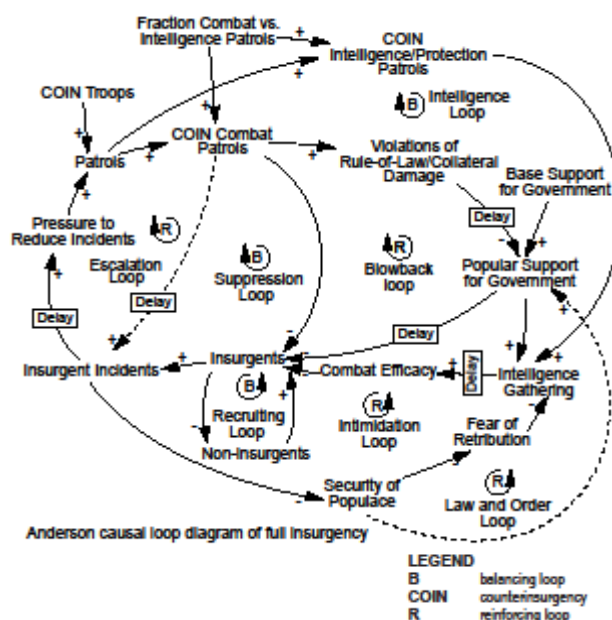 Fraction Combat vs.
Intelligence Patrols
+
COIN
Intelligence/Protection
Patrols
+
COIN Troops
B
Intelligence
Loop
+
+
COIN Combat
Patrols
+
Patrols
+
+
Violations of
Rule-of-Law/Collateral
Damage
Base Support
for Government
+
Pressure to
Reduce Incidents
R
Escalation
Loop
Delay
-
+
B
Suppression
Loop
R
Blowback
loop
Popular Support
for Government
+
Delay
Delay
-
Delay
+
+
+
+
Insurgent Incidents
+
Insurgents
-
Combat Efficacy
+
Delay
Intelligence
Gathering
B
Recruiting
Loop
+
R
Intimidation
Loop
-
Fear of
Retribution
-
Non-Insurgents
-
Security of
Populace
-
R
Law and Order
Loop
Anderson causal loop diagram of full Insurgency
LEGEND
B balancing loop
COIN counterinsurgency
R reinforcing loop